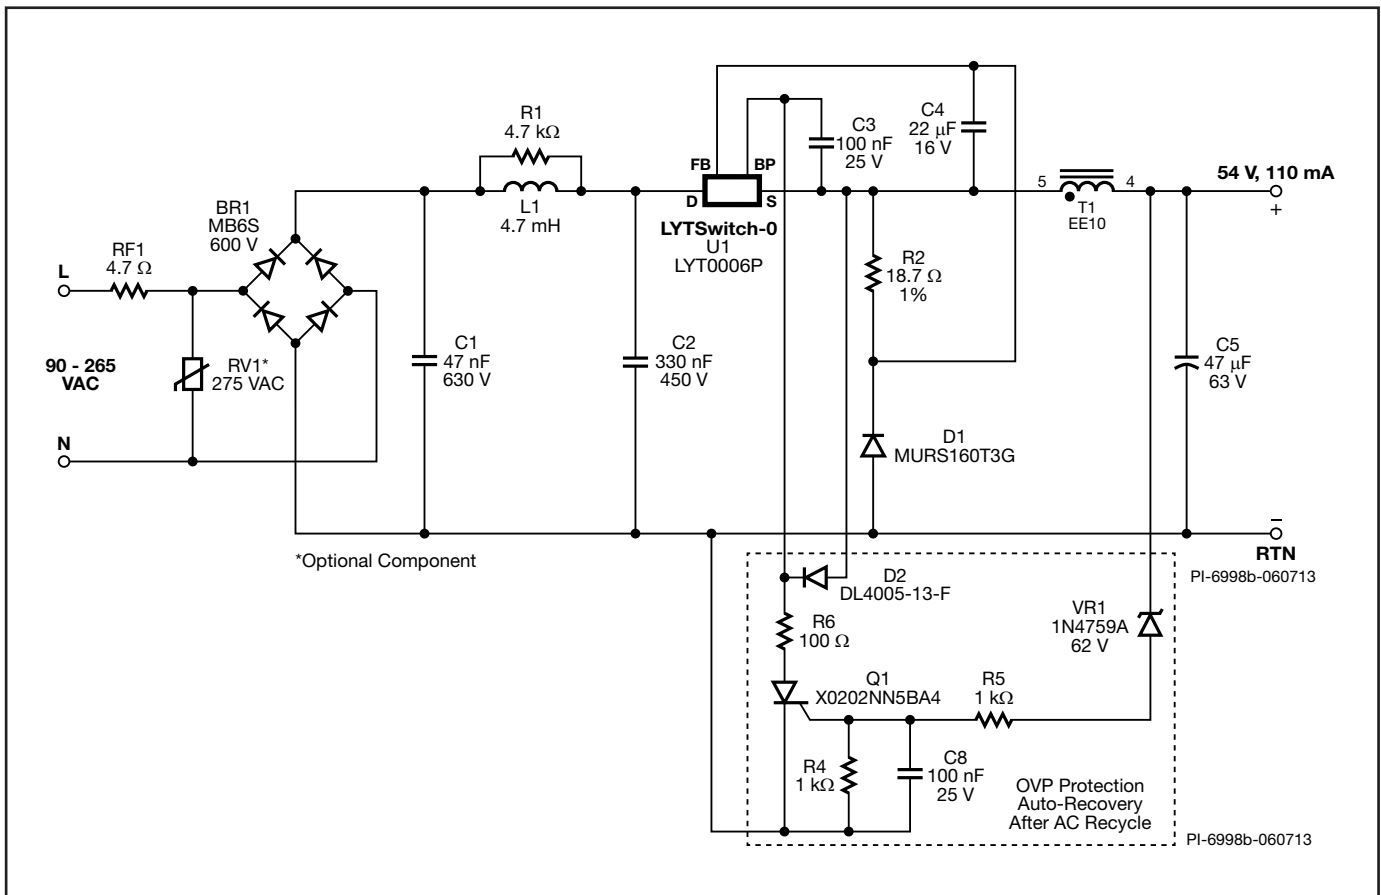 R1
4.7 kΩ
L1
4.7 mH
BR1
MB6S
600 V
RF1
4.7 Ω
L
90 - 265
VAC
N
RV1*
275 VAC
C1
47 nF
630 V
C2
330 nF
450 V
FB
BP
D
S
LYTSwitch-0
U1
LYT0006P
C3
100 nF
25 V
C4
22 µF
16 V
R2
18.7 Ω
1%
D1
MURS160T3G
5
4
T1
EE10
54 V, 110 mA
+
C5
47 µF
63 V
–
RTN
PI-6998b-060713
*Optional Component
D2
DL4005-13-F
R6
100 Ω
VR1
1N4759A
62 V
Q1
X0202NN5BA4
R5
1 kΩ
R4
1 kΩ
C8
100 nF
25 V
OVP Protection
Auto-Recovery
After AC Recycle
PI-6998b-060713